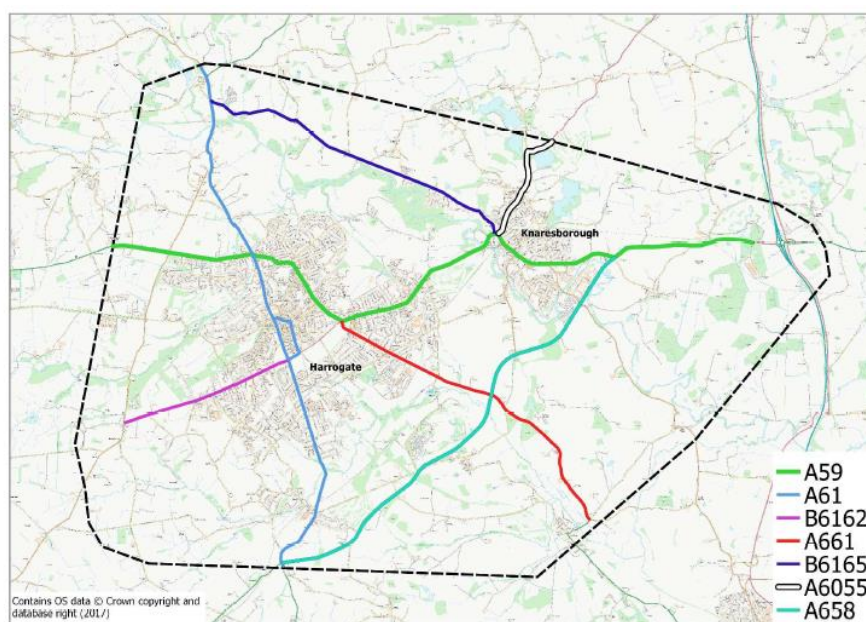 Knaresborough
Harrogate
A59
A61
B6162
A661
B6165
A6055
A658
Contains OS data © Crown copyright and
database right (2017)